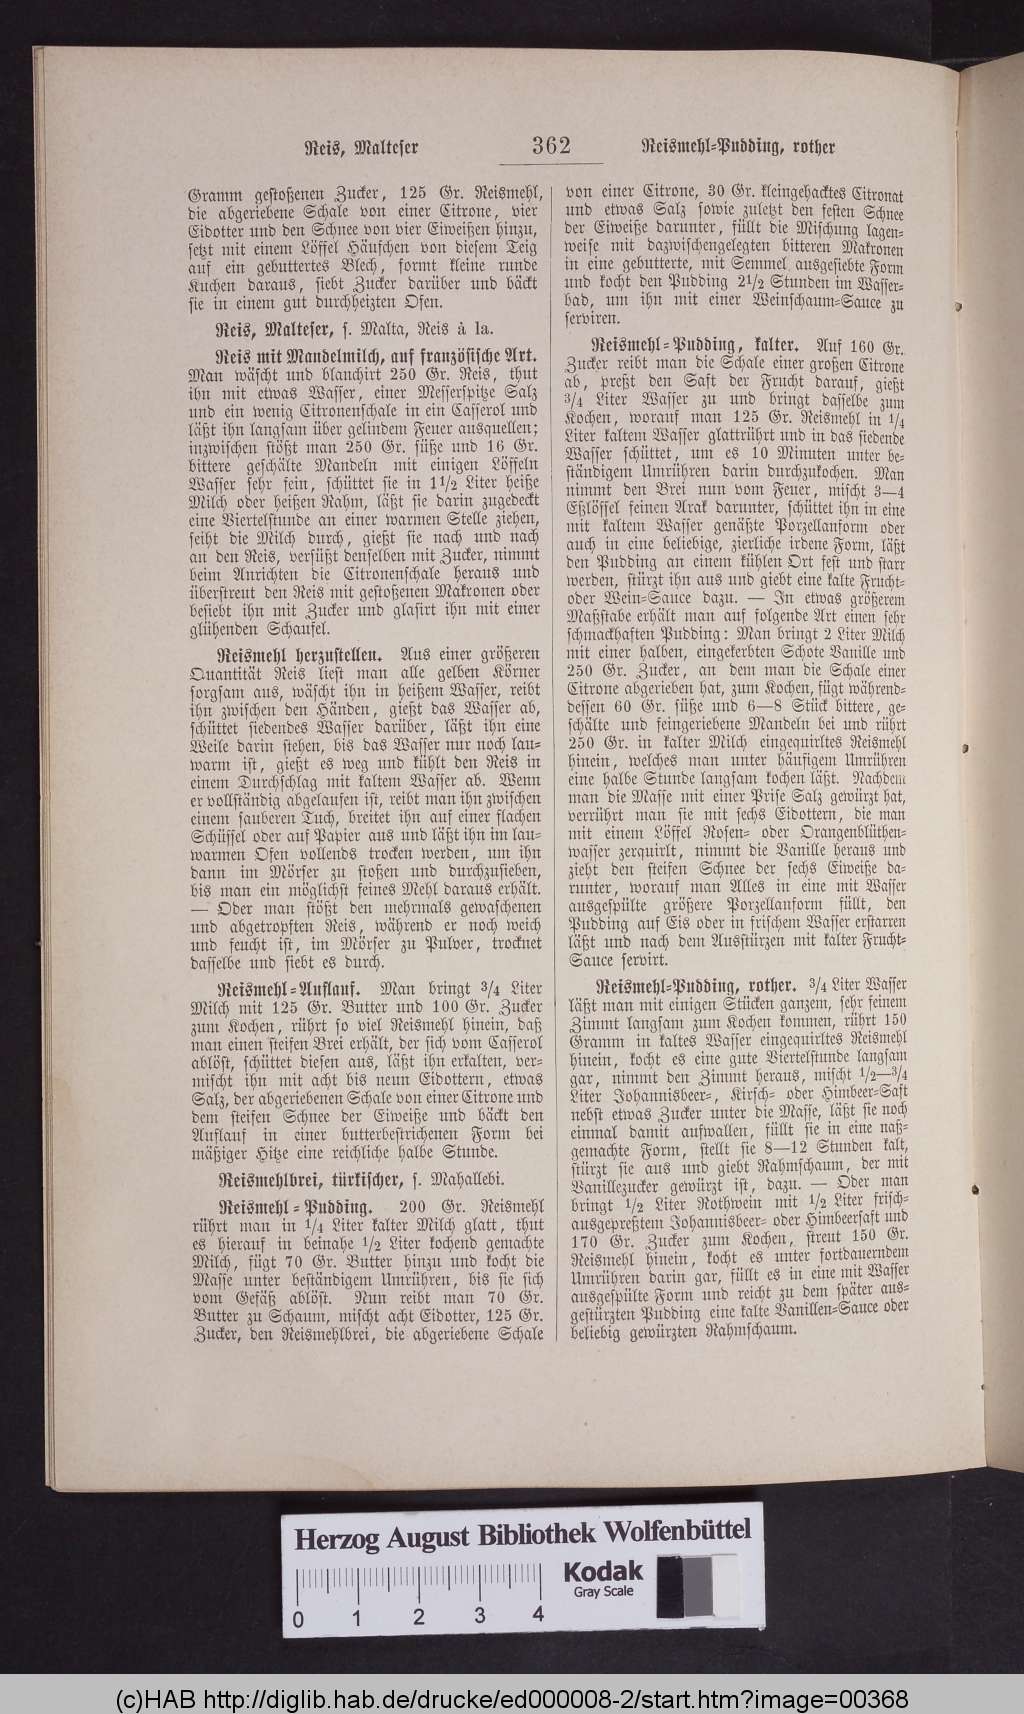 Reis, Malteser 362 Reismehl-Pudding, rother
Gramm gestoßenen Zucker, 125 Gr. Reismehl,
die abgeriebene Schale von einer Citrone, vier
Eidotter und den Schnee von vier Eiweißen hinzu,
setzt mit einem Löffel Häufchen von diesem Teig
auf ein gebuttertes Blech, formt kleine runde
Kuchen daraus, siebt Zucker darüber und bäckt
sie in einem gut durchheizten Ofen.
Reis, Malteser, s. Malta, Reis à la.
Reis mit Mandelmilch, auf französische Art.
Man wäscht und blanchirt 250 Gr. Reis, thut
ihn mit etwas Wasser, einer Messerspitze Salz
und ein wenig Citronenschale in ein Casserol und
läßt ihn langsam über gelindem Feuer ausquellen;
inzwischen stößt man 250 Gr. süße und 16 Gr.
bittere geschälte Mandeln mit einigen Löffeln
Wasser sehr fein, schüttet sie in 1 1/2 Liter heiße
Milch oder heißen Rahm, läßt sie darin zugedeckt
eine Viertelstunde an einer warmen Stelle ziehen,
seiht die Milch durch, gießt sie nach und nach
an den Reis, versüßt denselben mit Zucker, nimmt
beim Anrichten die Citronenschale heraus und
überstreut den Reis mit gestoßenen Makronen oder
besiebt ihn mit Zucker und glasirt ihn mit einer
glühenden Schaufel.
Reismehl herzustellen. Aus einer größeren
Quantität Reis liest man alle gelben Körner
sorgsam aus, wäscht ihn in heißem Wasser, reibt
ihn zwischen den Händen, gießt das Wasser ab,
schüttet siedendes Wasser darüber, läßt ihn eine
Weile darin stehen, bis das Wasser nur noch lau-
warm ist, gießt es weg und kühlt den Reis in
einem Durchschlag mit kaltem Wasser ab. Wenn
er vollständig abgelaufen ist, reibt man ihn zwischen
einem sauberen Tuch, breitet ihn auf einer flachen
Schüssel oder auf Papier aus und läßt ihn im lau-
warmen Ofen vollends trocken werden, um ihn
dann im Mörser zu stoßen und durchzusieben,
bis man ein möglichst feines Mehl daraus erhält.
— Oder man stößt den mehrmals gewaschenen
und abgetropften Reis, während er noch weich
und feucht ist, im Mörser zu Pulver, trocknet
dasselbe und siebt es durch.
Reismehl-Auflauf. Man bringt 3/4 Liter
Milch mit 125 Gr. Butter und 100 Gr. Zucker
zum Kochen, rührt so viel Reismehl hinein, daß
man einen steifen Brei erhält, der sich vom Casserol
ablöst, schüttet diesen aus, läßt ihn erkalten, ver-
mischt ihn mit acht bis neun Eidottern, etwas
Salz, der abgeriebenen Schale von einer Citrone und
dem steifen Schnee der Eiweiße und bäckt den
Auflauf in einer butterbestrichenen Form bei
mäßiger Hitze eine reichliche halbe Stunde.
Reismehlbrei, türkischer, s. Mahallebi.
Reismehl-Pudding. 200 Gr. Reismehl
rührt man in 1/4 Liter kalter Milch glatt, thut
es hierauf in beinahe 1/2 Liter kochend gemachte
Milch, fügt 70 Gr. Butter hinzu und kocht die
Masse unter beständigem Umrühren, bis sie sich
vom Gefäß ablöst. Nun reibt man 70 Gr.
Butter zu Schaum, mischt acht Eidotter, 125 Gr.
Zucker, den Reismehlbrei, die abgeriebene Schale
von einer Citrone, 30 Gr. kleingehacktes Citronat
und etwas Salz sowie zuletzt den festen Schnee
der Eiweiße darunter, füllt die Mischung lagen-
weise mit dazwischengelegten bitteren Makronen
in eine gebutterte, mit Semmel ausgesiebte Form
und kocht den Pudding 2 1/2 Stunden im Wasser-
bad, um ihn mit einer Weinschaum-Sauce zu
serviren.
Reismehl-Pudding, kalter. Auf 160 Gr.
Zucker reibt man die Schale einer großen Citrone
ab, preßt den Saft der Frucht darauf, gießt
3/4 Liter Wasser zu und bringt dasselbe zum
Kochen, worauf man 125 Gr. Reismehl in 1/4
Liter kaltem Wasser glattrührt und in das siedende
Wasser schüttet, um es 10 Minuten unter be-
ständigem Umrühren darin durchzukochen. Man
nimmt den Brei nun vom Feuer, mischt 3—4
Eßlöffel feinen Arak darunter, schüttet ihn in eine
mit kaltem Wasser genäßte Porzellanform oder
auch in eine beliebige, zierliche irdene Form, läßt
den Pudding an einem kühlen Ort fest und starr
werden, stürzt ihn aus und giebt eine kalte Frucht-
oder Wein-Sauce dazu. — In etwas größerem
Maßstabe erhält man auf folgende Art einen sehr
schmackhaften Pudding: Man bringt 2 Liter Milch
mit einer halben, eingekerbten Schote Vanille und
250 Gr. Zucker, an dem man die Schale einer
Citrone abgerieben hat, zum Kochen, fügt während-
dessen 60 Gr. süße und 6—8 Stück bittere, ge-
schälte und feingeriebene Mandeln bei und rührt
250 Gr. in kalter Milch eingequirltes Reismehl
hinein, welches man unter häufigem Umrühren
eine halbe Stunde langsam kochen läßt. Nachdem
man die Masse mit einer Prise Salz gewürzt hat,
verrührt man sie mit sechs Eidottern, die man
mit einem Löffel Rosen- oder Orangenblüthen-
wasser zerquirlt, nimmt die Vanille heraus und
zieht den steifen Schnee der sechs Eiweiße da-
runter, worauf man Alles in eine mit Wasser
ausgespülte größere Porzellanform füllt, den
Pudding auf Eis oder in frischem Wasser erstarren
läßt und nach dem Ausstürzen mit kalter Frucht-
Sauce servirt.
Reismehl-Pudding, rother. 3/4 Liter Wasser
läßt man mit einigen Stücken ganzem, sehr feinem
Zimmt langsam zum Kochen kommen, rührt 150
Gramm in kaltes Wasser eingequirltes Reismehl
hinein, kocht es eine gute Viertelstunde langsam
gar, nimmt den Zimmt heraus, mischt 1/2—3/4
Liter Johannisbeer-, Kirsch- oder Himbeer-Saft
nebst etwas Zucker unter die Masse, läßt sie noch
einmal damit aufwallen, füllt sie in eine naß-
gemachte Form, stellt sie 8—12 Stunden kalt,
stürzt sie aus und giebt Rahmschaum, der mit
Vanillezucker gewürzt ist, dazu. — Oder man
bringt 1/2 Liter Rothwein mit 1/2 Liter frisch-
ausgepreßtem Johannisbeer- oder Himbeersaft und
170 Gr. Zucker zum Kochen, streut 150 Gr.
Reismehl hinein, kocht es unter fortdauerndem
Umrühren darin gar, füllt es in eine mit Wasser
ausgespülte Form und reicht zu dem später aus-
gestürzten Pudding eine kalte Vanillen-Sauce oder
beliebig gewürzten Rahmschaum.
Herzog August Bibliothek Wolfenbüttel
Kodak
Gray Scale
0 1 2 3 4
(c)HAB http://diglib.hab.de/drucke/ed000008-2/start.htm?image=00368